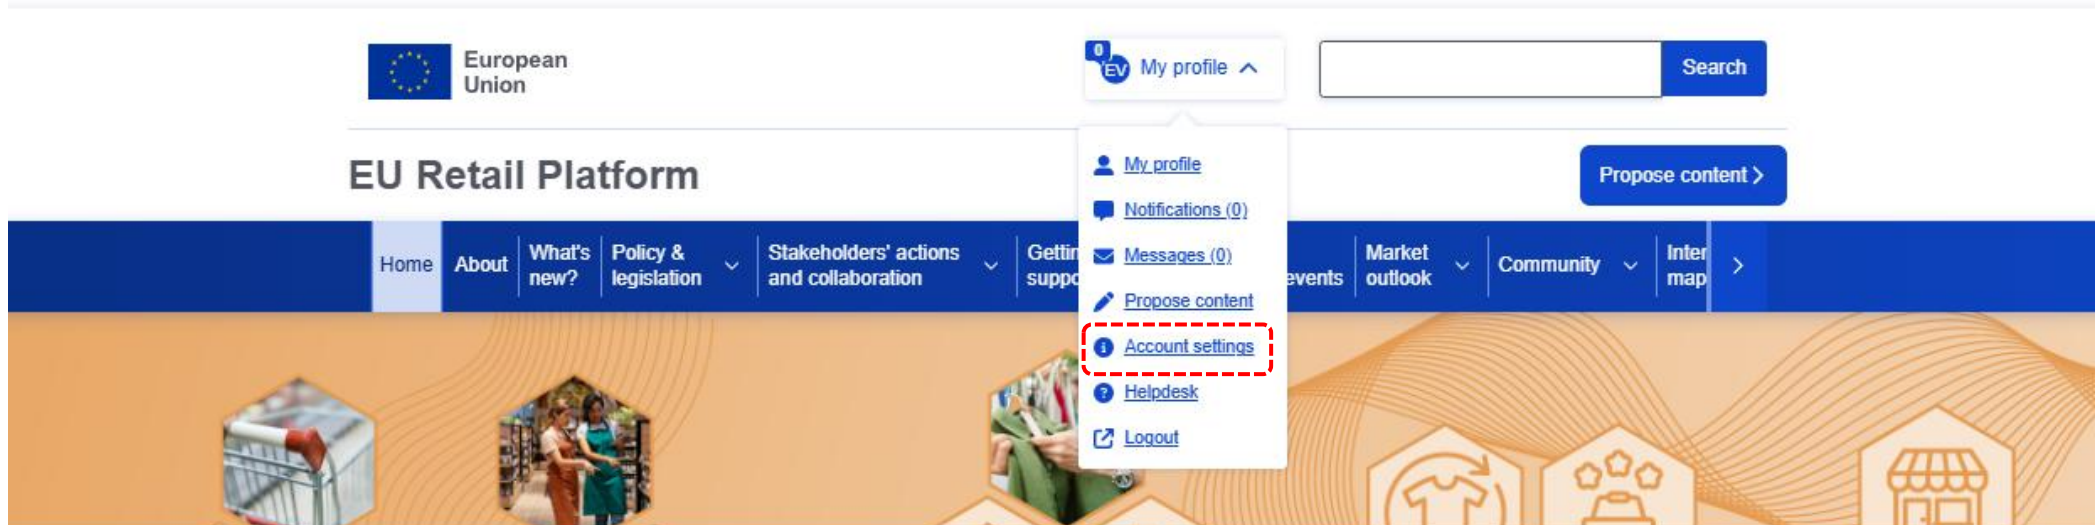 European
Union
0
EV
My profile
Search
EU Retail Platform
Propose content
My profile
Notifications (0)
Messages (0)
Propose content
Account settings
Helpdesk
Logout
Home
About
What's
new?
Policy &
legislation
Stakeholders' actions
and collaboration
events
Market
outlook
Community
map